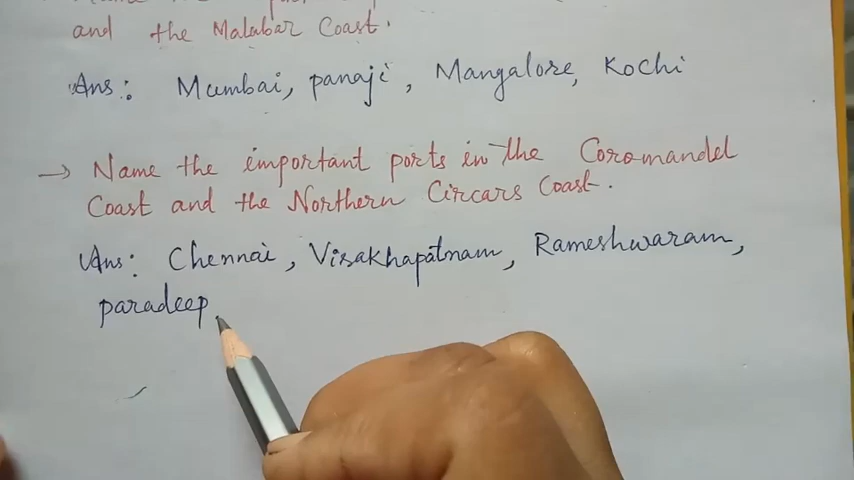 and the Malabar Coast.
Ans: Mumbai, panaji, Mangalore, Kochi
→ Name the important ports in the Coromandel
Coast and the Northern Circars Coast.
Ans: Chennai, Visakhapatnam, Rameshwaram,
paradeep.